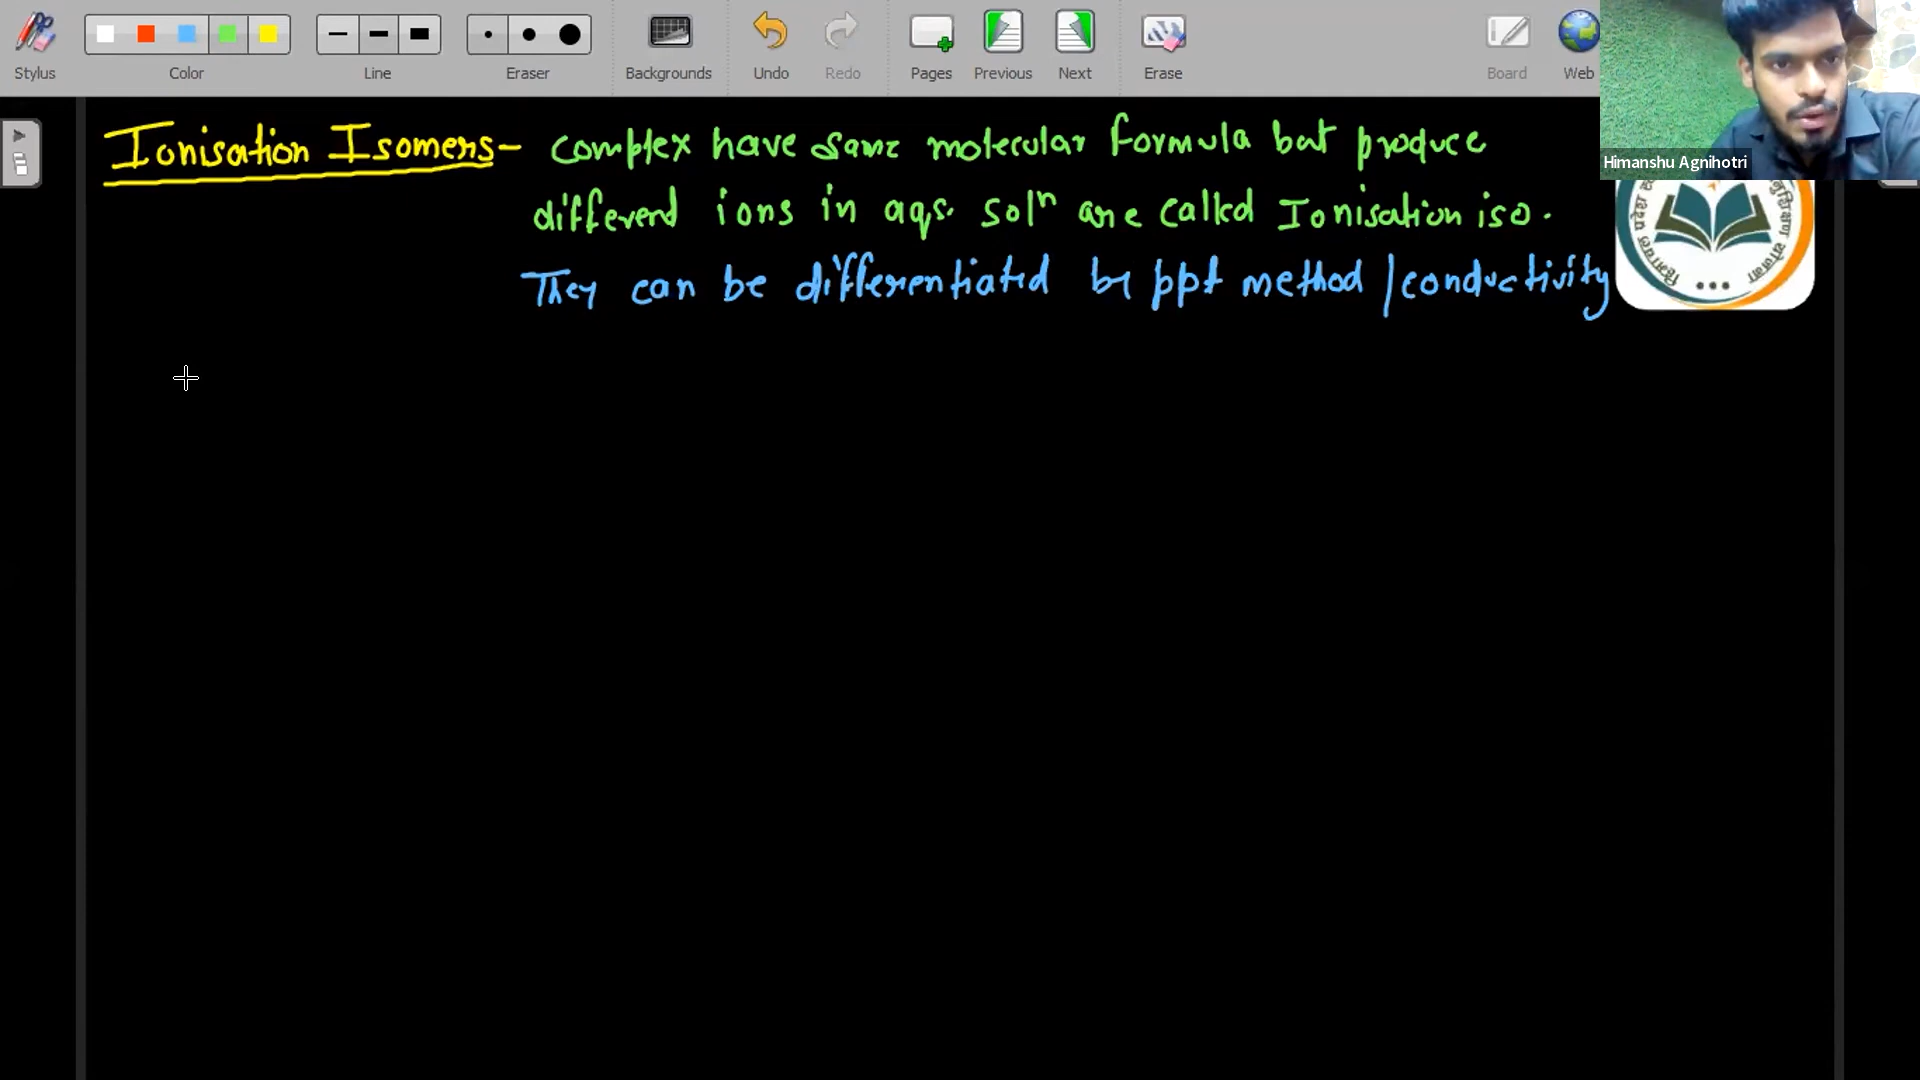 Stylus
Color
Line
Eraser
Backgrounds
Undo
Redo
Pages
Previous
Next
Erase
Board
Web
Himanshu Agnihotri
Ionisation Isomers- complex have same molecular formula but produce
different ions in aqs. solⁿ are called Ionisation iso.
They can be differentiated by ppt method /conductivity